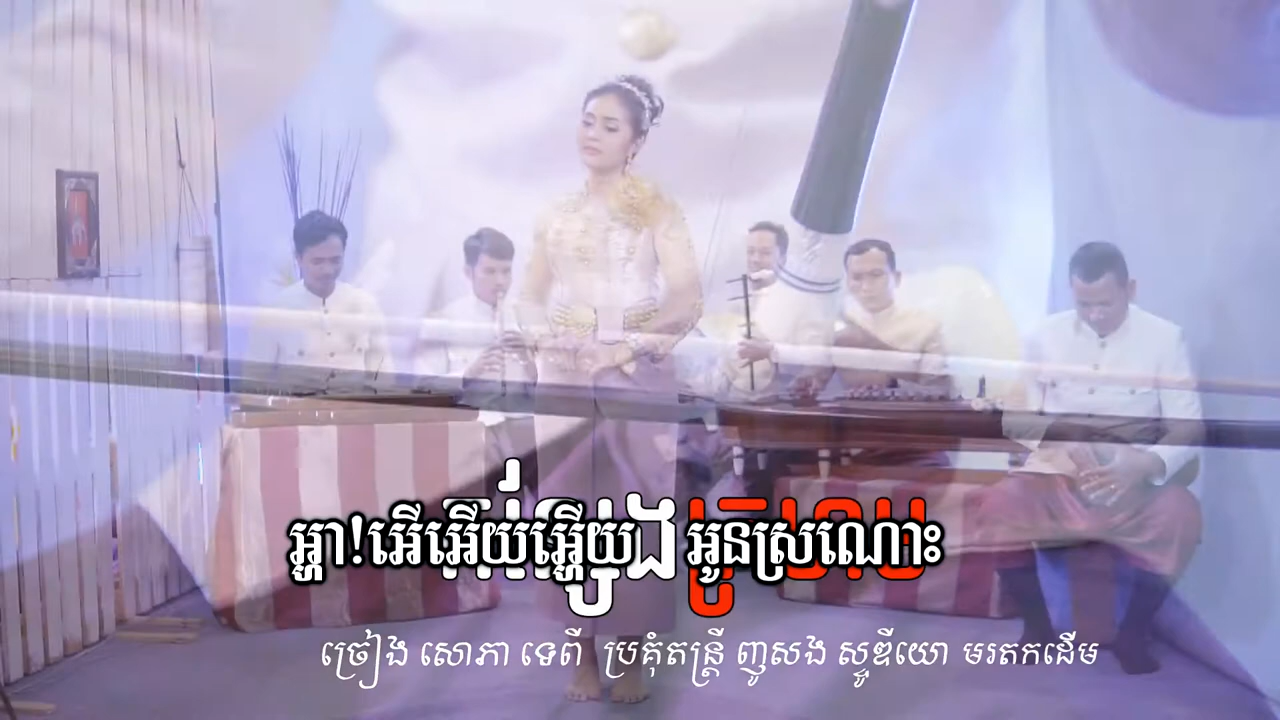 អ្ហា!អើអើយអ្ហើយ អូនស្រណោះ
ច្រៀង សោភា ទេពី ប្រគុំតន្ត្រី ញូសង ស្ទូឌីយោ មរតកដើម